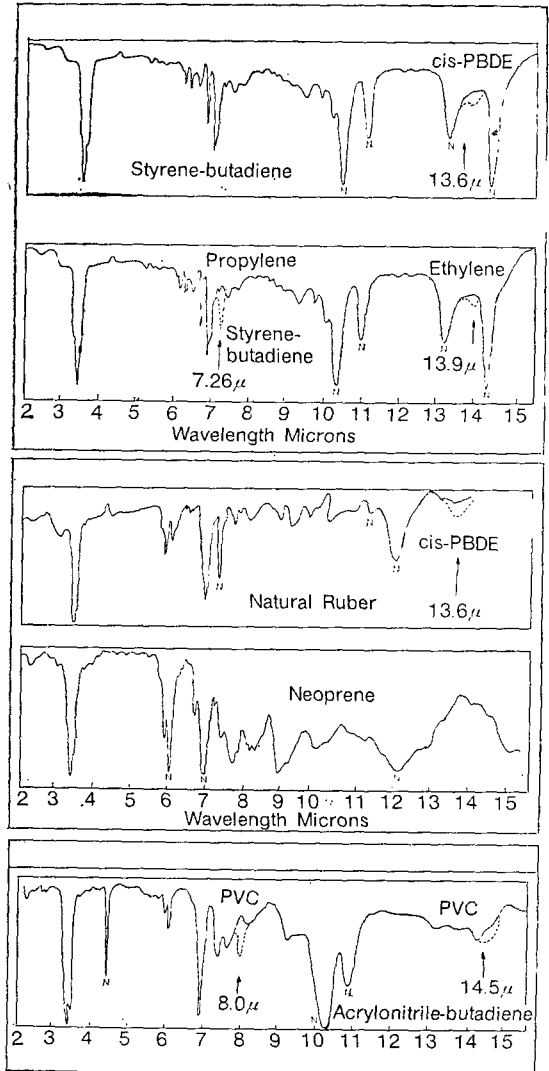 cis-PBDE
Styrene-butadiene
N
N
N
13.6μ
N
Propylene
Ethylene
Styrene-
butadiene
7.26μ
N
N
N
13.9μ
N
2 3 4 5 6 7 8 9 10 11 12 13 14 15
Wavelength Microns
N
N
N
cis-PBDE
Natural Ruber
13.6μ
Neoprene
N
N
N
2 3 .4 5 6 7 8 9 10 11 12 13 14 15
Wavelength Microns
PVC
PVC
N
8.0μ
N
N
14.5μ
Acrylonitrile-butadiene
2 3 4 5 6 7 8 9 10 11 12 13 14 15